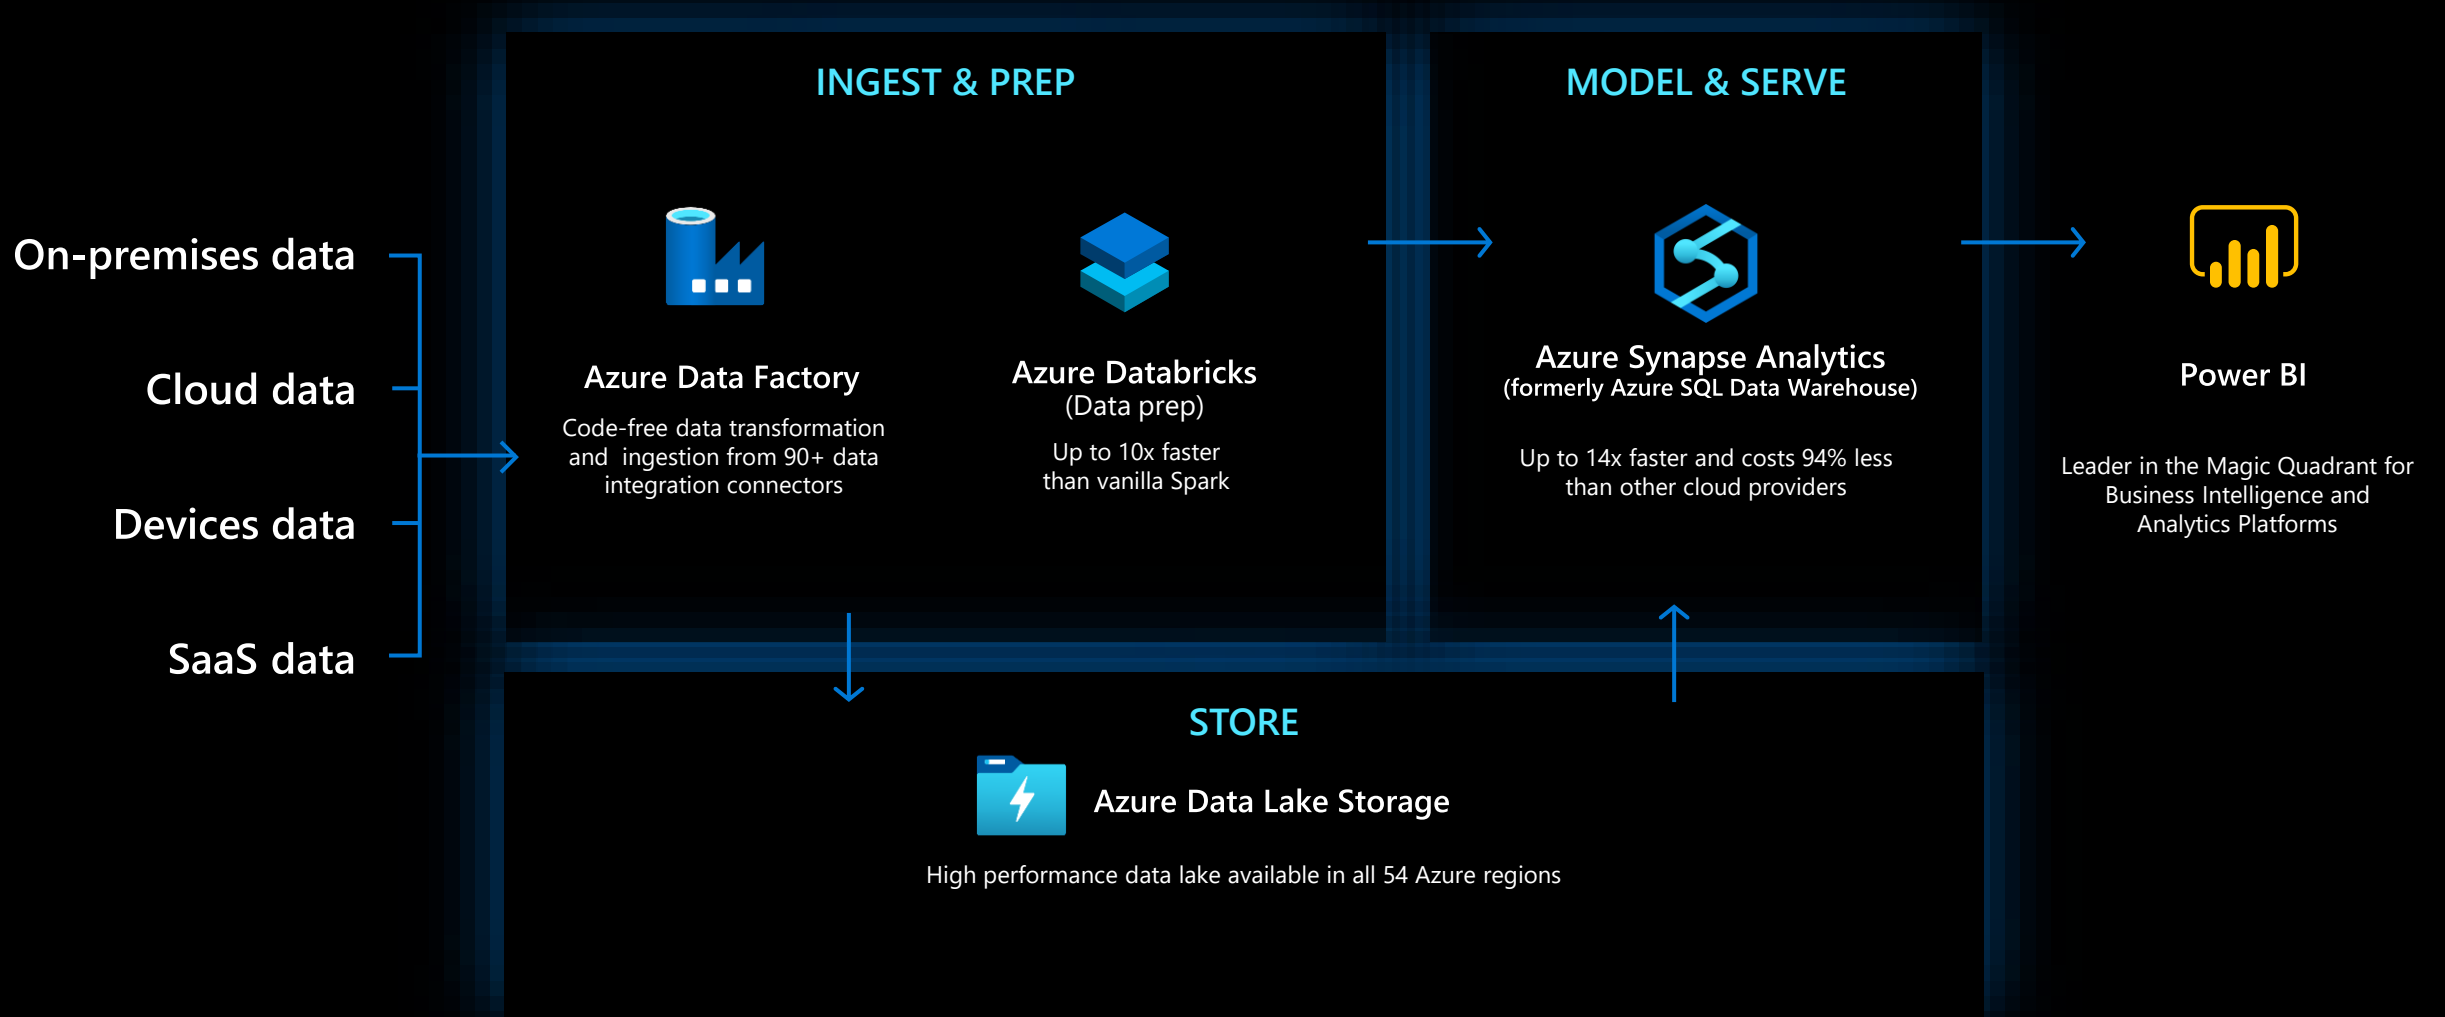 INGEST & PREP
MODEL & SERVE
On-premises data
Cloud data
Devices data
SaaS data
Azure Data Factory
Code-free data transformation
and ingestion from 90+ data
integration connectors
Azure Databricks
(Data prep)
Up to 10x faster
than vanilla Spark
Azure Synapse Analytics
(formerly Azure SQL Data Warehouse)
Up to 14x faster and costs 94% less
than other cloud providers
Power BI
Leader in the Magic Quadrant for
Business Intelligence and
Analytics Platforms
STORE
Azure Data Lake Storage
High performance data lake available in all 54 Azure regions